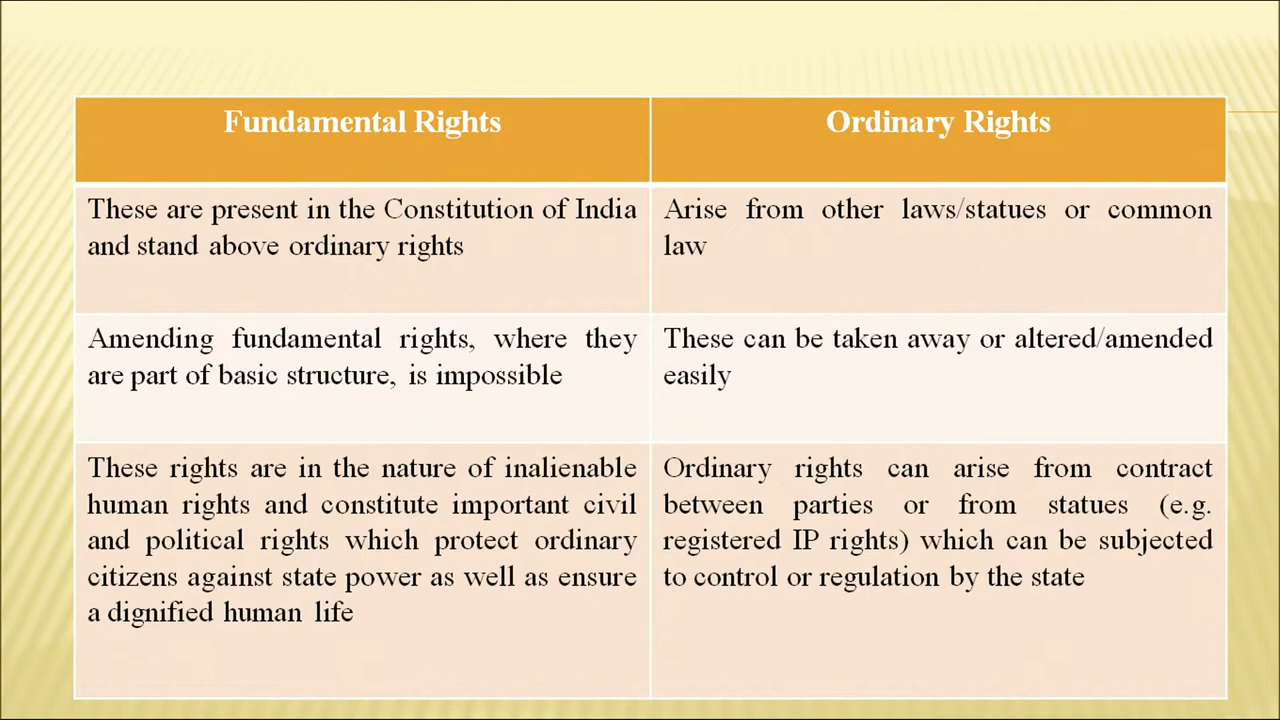 Fundamental Rights
Ordinary Rights
These are present in the Constitution of India
and stand above ordinary rights
Arise from other laws/statues or common
law
Amending fundamental rights, where they
are part of basic structure, is impossible
These can be taken away or altered/amended
easily
These rights are in the nature of inalienable
human rights and constitute important civil
and political rights which protect ordinary
citizens against state power as well as ensure
a dignified human life
Ordinary rights can arise from contract
between parties or from statues (e.g.
registered IP rights) which can be subjected
to control or regulation by the state